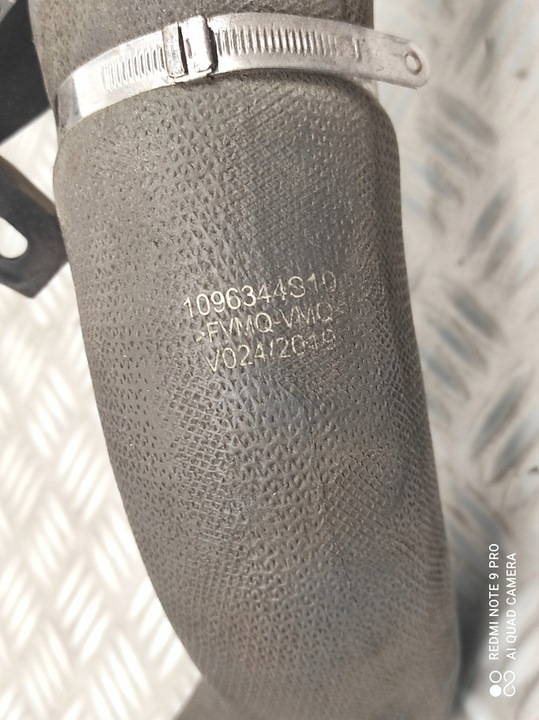 1096344S10
>FVMQ-VMQ<
V024/2019
REDMI NOTE 9 PRO
AI QUAD CAMERA